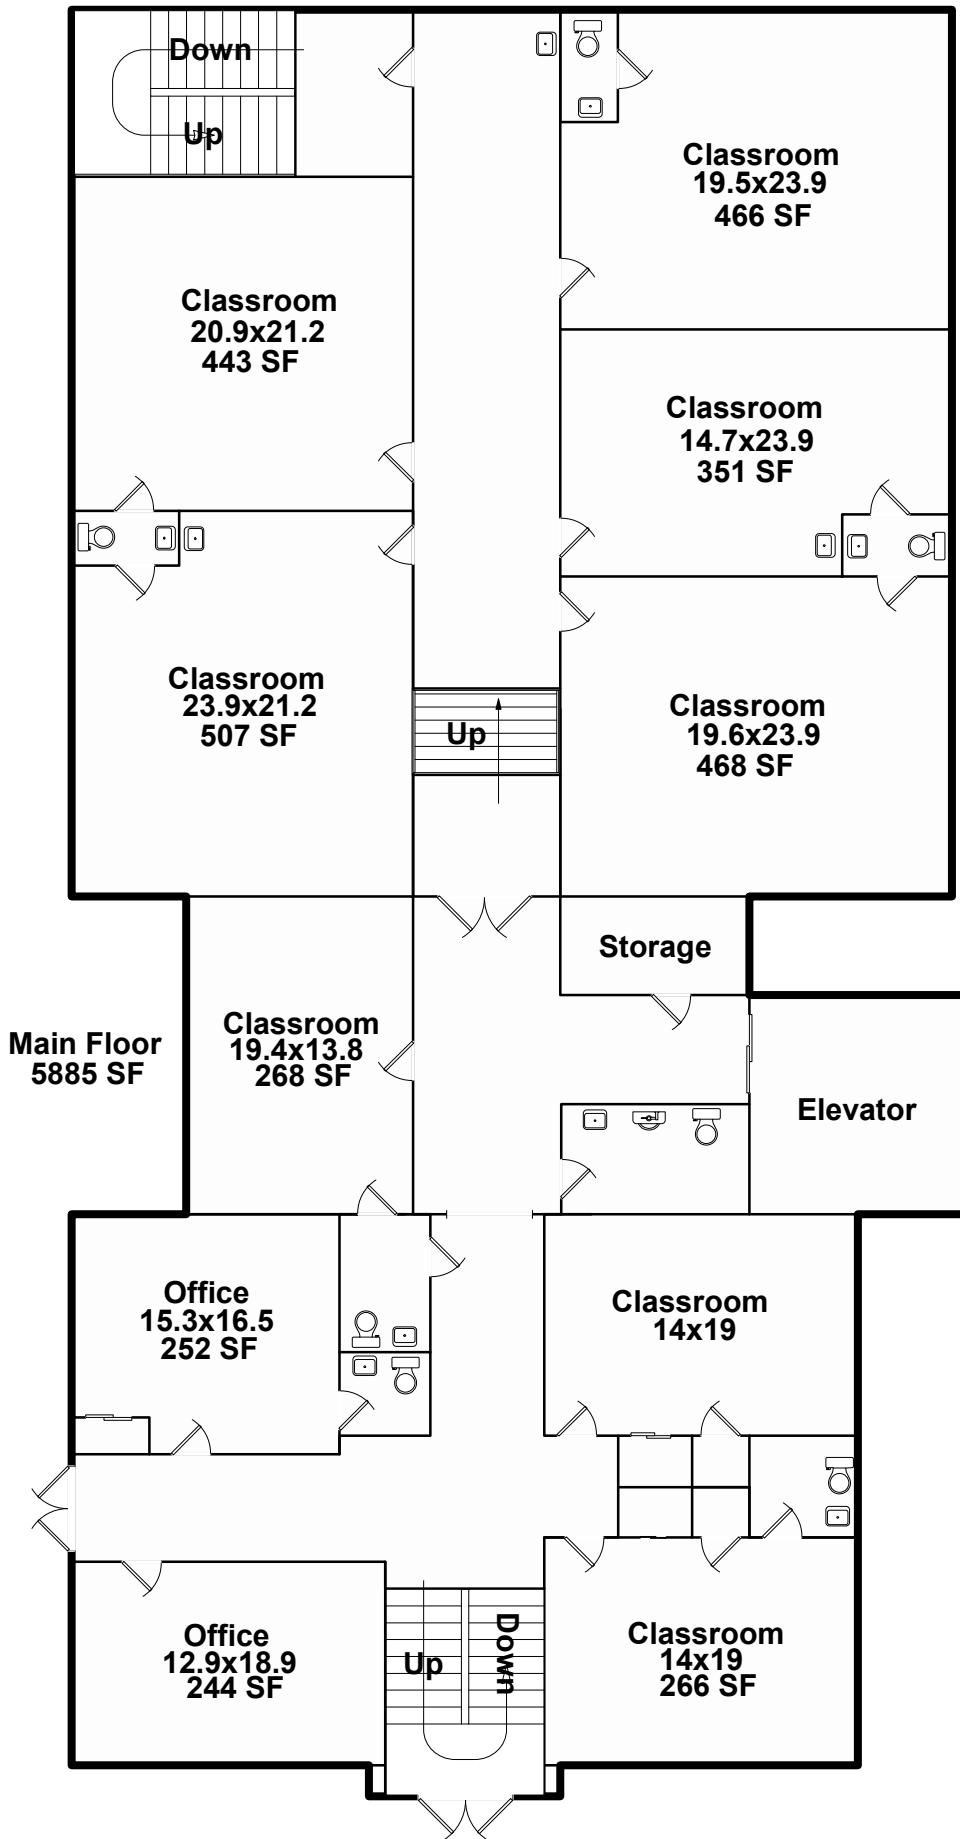 Down
Up
Classroom
19.5x23.9
466 SF
Classroom
20.9x21.2
443 SF
Classroom
14.7x23.9
351 SF
Classroom
23.9x21.2
507 SF
Up
Classroom
19.6x23.9
468 SF
Storage
Main Floor
5885 SF
Classroom
19.4x13.8
268 SF
Elevator
Office
15.3x16.5
252 SF
Classroom
14x19
Office
12.9x18.9
244 SF
Up
Down
Classroom
14x19
266 SF